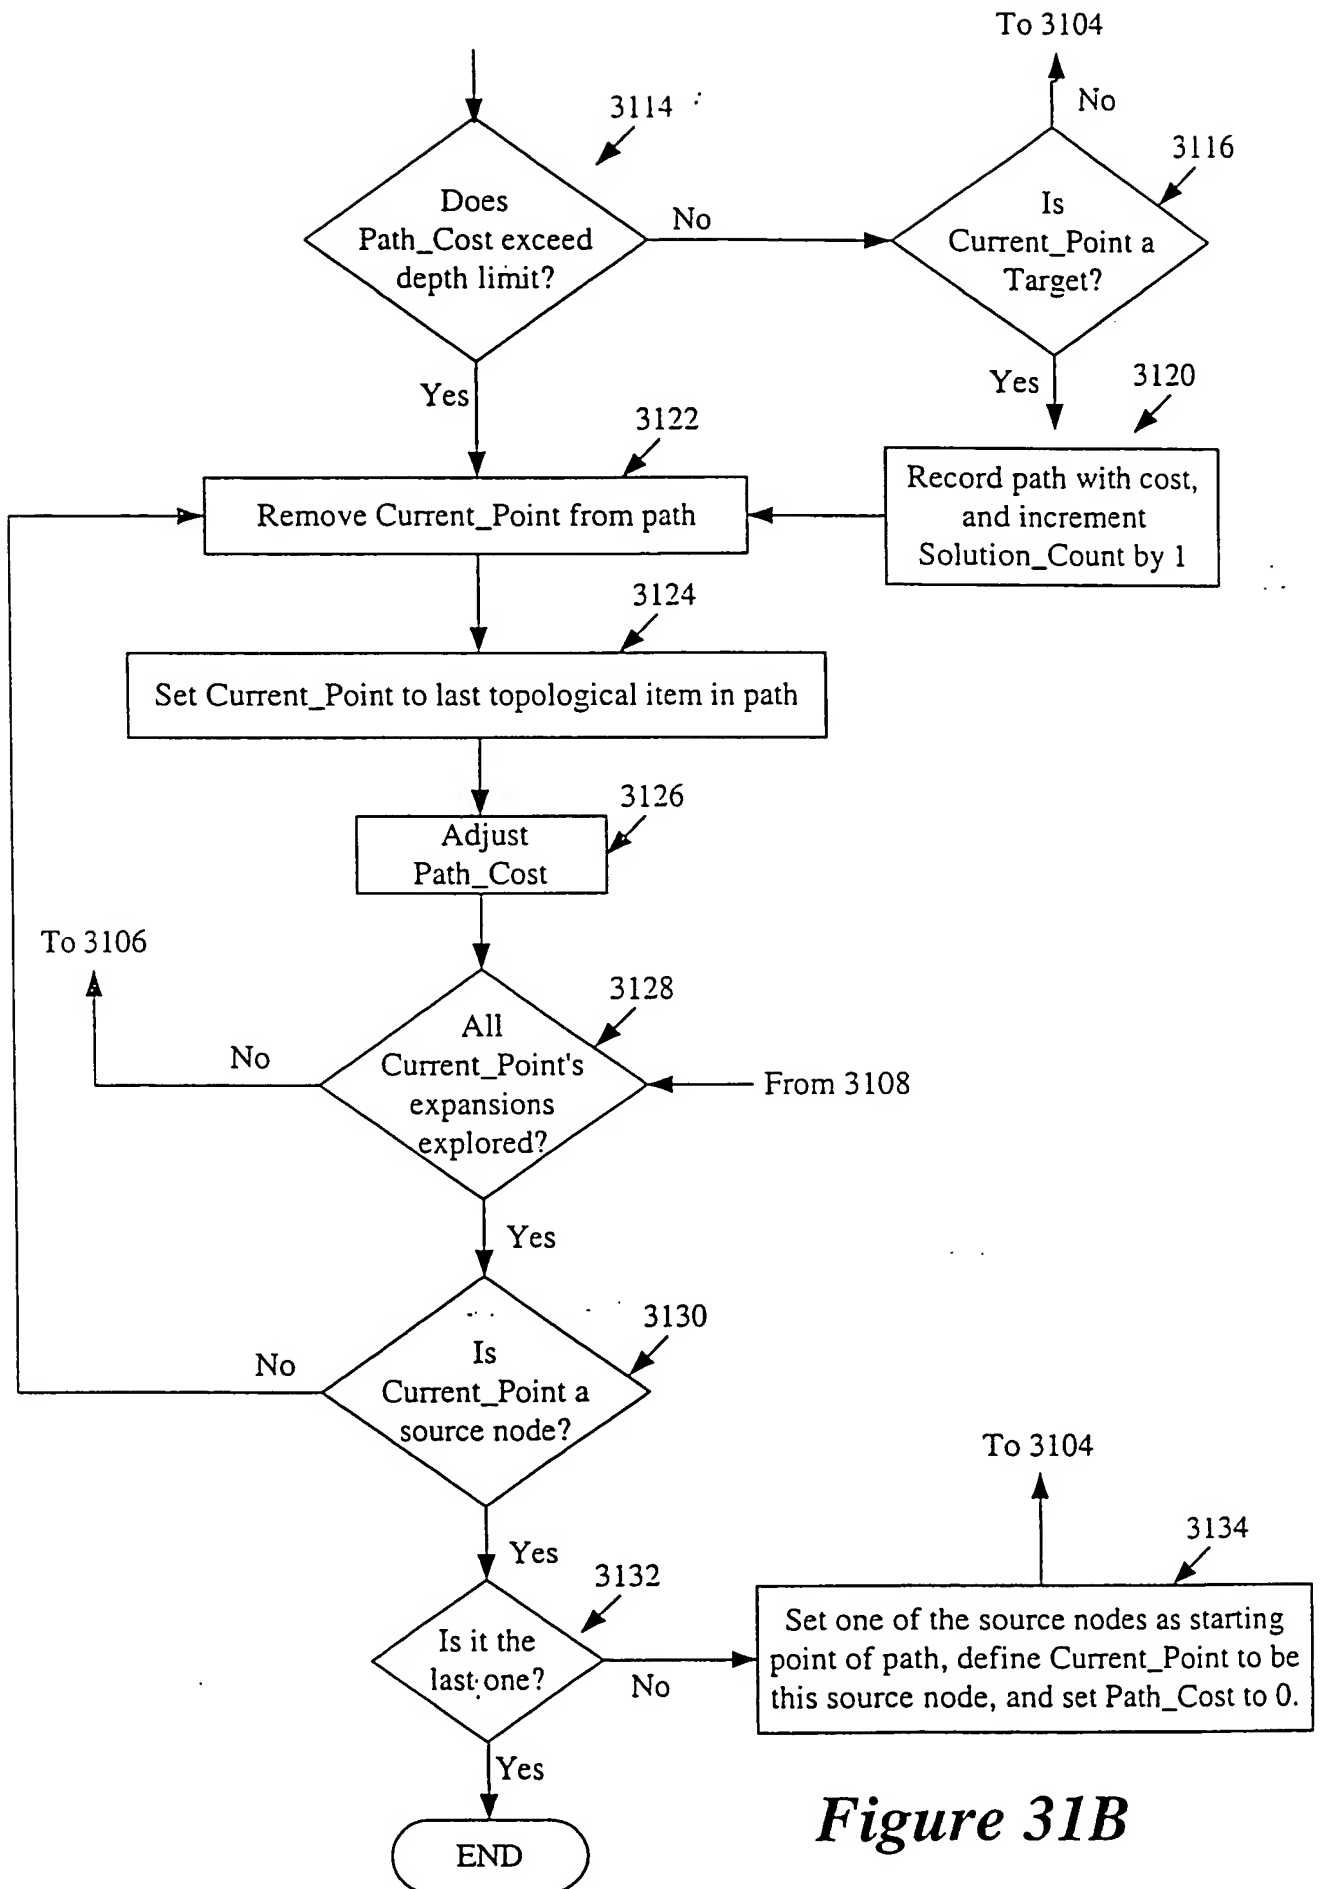 To 3104
No
3114
3116
Does
Path_Cost exceed
depth limit?
No
Is
Current_Point a
Target?
Yes
Yes
3120
3122
Record path with cost,
and increment
Solution_Count by 1
Remove Current_Point from path
3124
Set Current_Point to last topological item in path
3126
Adjust
Path_Cost
To 3106
3128
All
Current_Point's
expansions
explored?
No
From 3108
Yes
3130
Is
Current_Point a
source node?
No
To 3104
Yes
3134
3132
Is it the
last one?
No
Set one of the source nodes as starting
point of path, define Current_Point to be
this source node, and set Path_Cost to 0.
Yes
END
Figure 31B